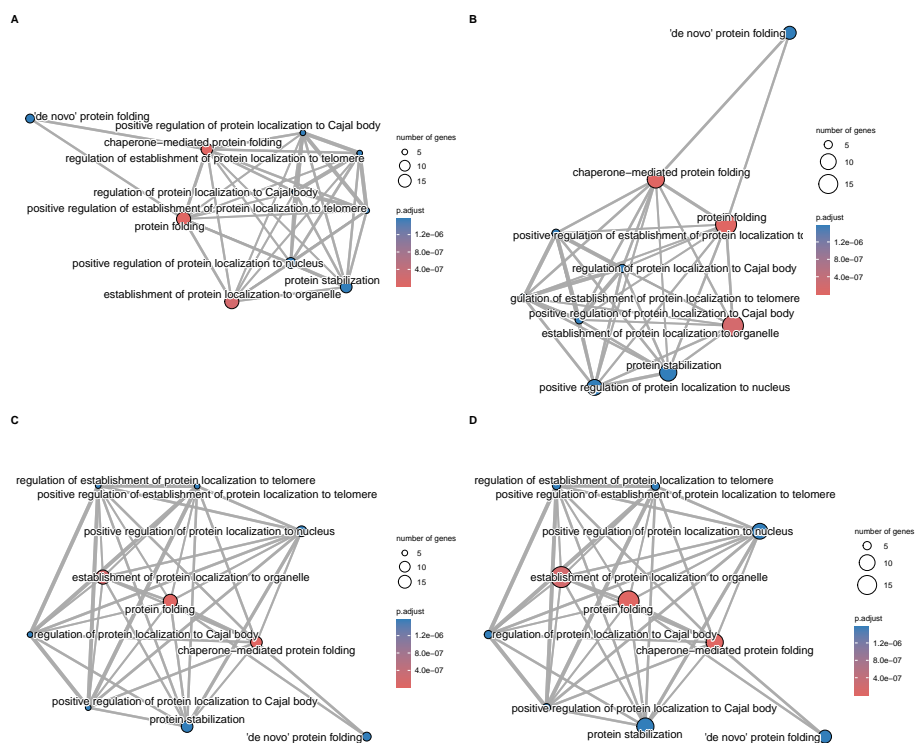 A
'de novo' protein folding
positive regulation of protein localization to Cajal body
chaperone−mediated protein folding
regulation of establishment of protein localization to telomere
regulation of protein localization to Cajal body
positive regulation of establishment of protein localization to telomere
protein folding
positive regulation of protein localization to nucleus
protein stabilization
establishment of protein localization to organelle
number of genes
5
10
15
p.adjust
1.2e−06
8.0e−07
4.0e−07
B
'de novo' protein folding
chaperone−mediated protein folding
protein folding
positive regulation of establishment of protein localization to
regulation of protein localization to Cajal body
gulation of establishment of protein localization to telomere
positive regulation of protein localization to Cajal body
establishment of protein localization to organelle
protein stabilization
positive regulation of protein localization to nucleus
number of genes
5
10
15
p.adjust
1.2e−06
8.0e−07
4.0e−07
C
regulation of establishment of protein localization to telomere
positive regulation of establishment of protein localization to telomere
positive regulation of protein localization to nucleus
establishment of protein localization to organelle
protein folding
regulation of protein localization to Cajal body
chaperone−mediated protein folding
positive regulation of protein localization to Cajal body
protein stabilization
'de novo' protein folding
number of genes
5
10
15
p.adjust
1.2e−06
8.0e−07
4.0e−07
D
regulation of establishment of protein localization to telomere
positive regulation of establishment of protein localization to telomere
positive regulation of protein localization to nucleus
establishment of protein localization to organelle
protein folding
regulation of protein localization to Cajal body
chaperone−mediated protein folding
positive regulation of protein localization to Cajal body
protein stabilization
'de novo' protein folding
number of genes
5
10
15
p.adjust
1.2e−06
8.0e−07
4.0e−07